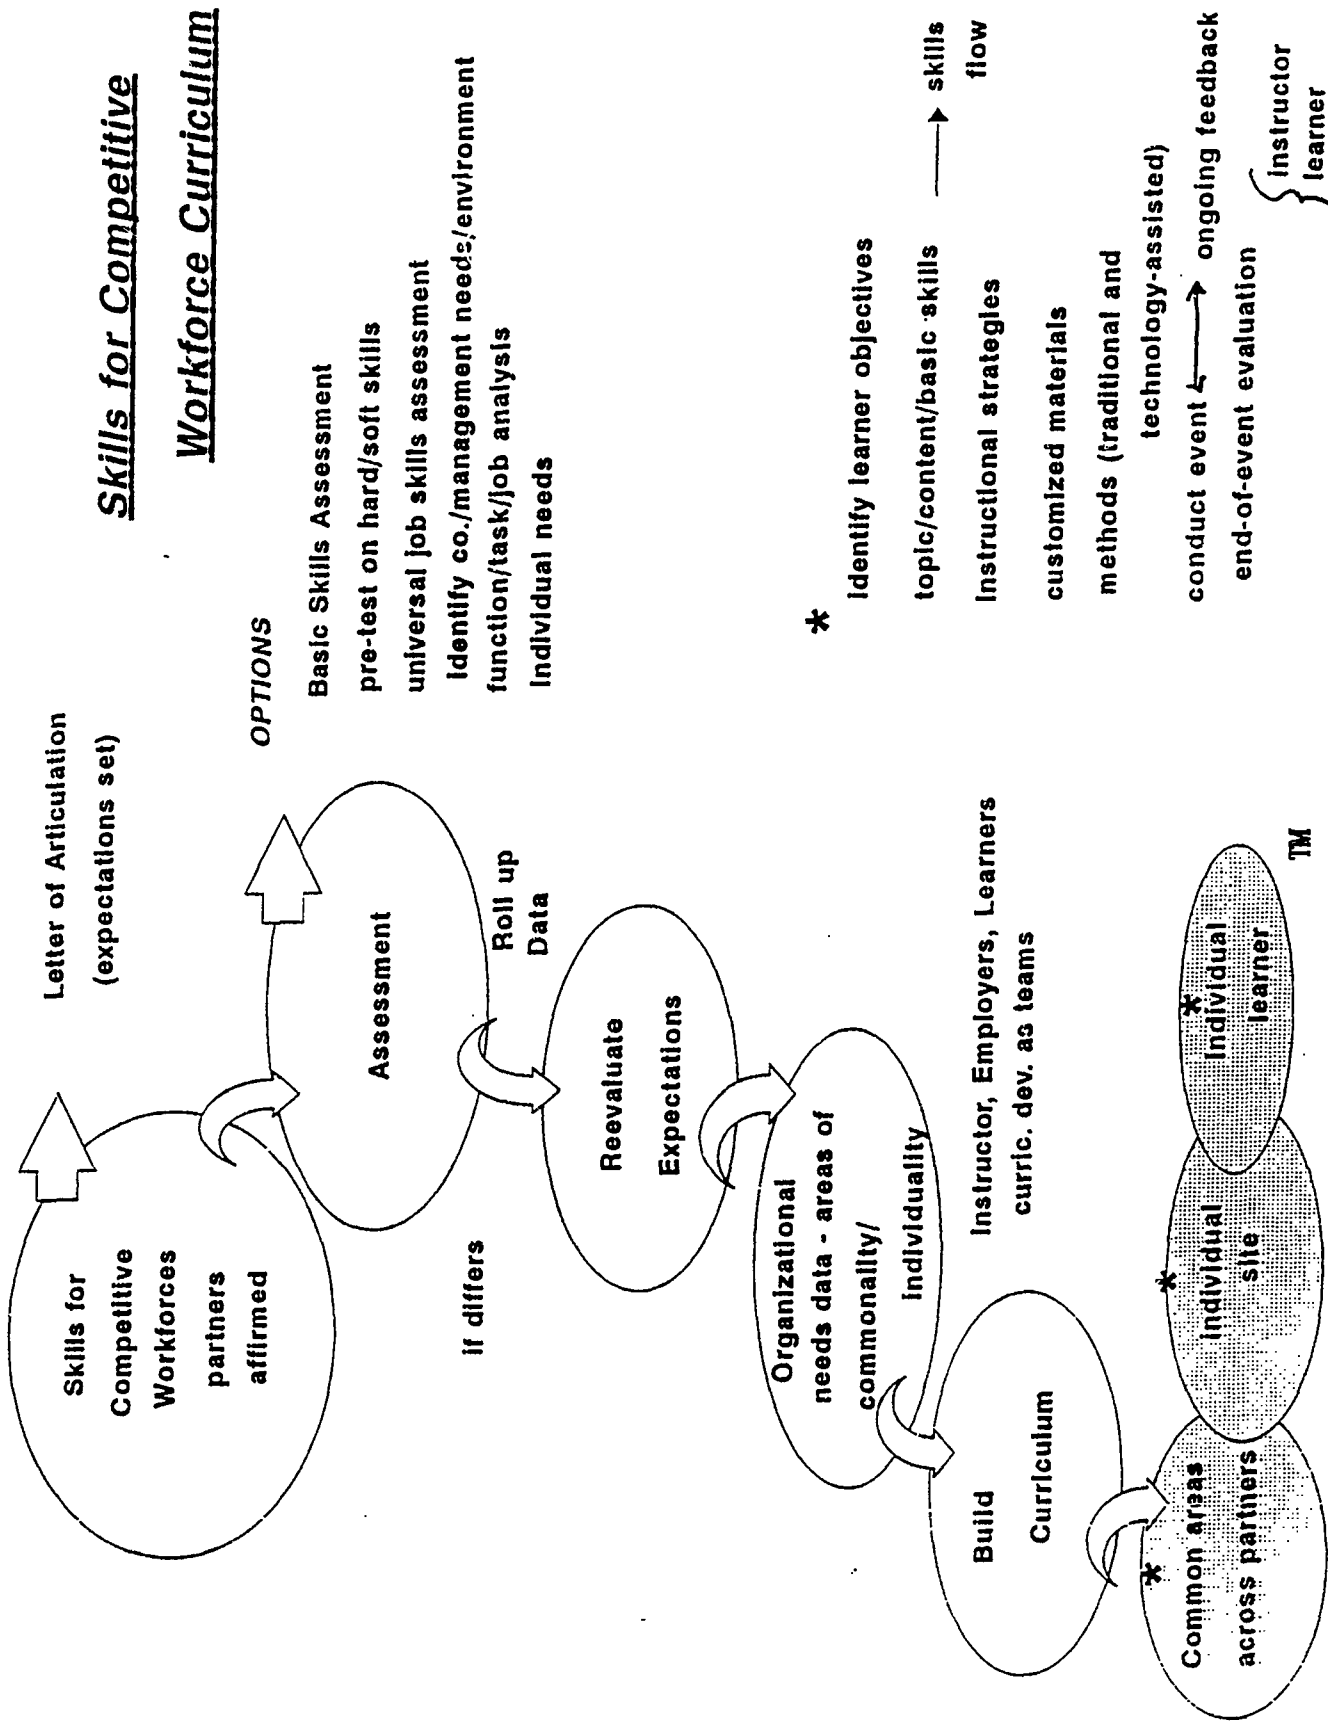 Skills for Competitive
Workforce Curriculum
Letter of Articulation
(expectations set)
Skills for
Competitive
Workforces
partners
affirmed
OPTIONS
Basic Skills Assessment
pre-test on hard/soft skills
universal job skills assessment
Identify co./management needs/environment
function/task/job analysis
Individual needs
Assessment
if differs
Roll up
Data
Reevaluate
Expectations
Organizational
needs data - areas of
commonality/
Individuality
Instructor, Employers, Learners
curric. dev. as teams
Build
Curriculum
*
Common areas
across partners
*
Individual
site
*
Individual
learner
TM
*
Identify learner objectives
topic/content/basic skills → skills
flow
Instructional strategies
customized materials
methods (traditional and
technology-assisted)
conduct event ↔ ongoing feedback
end-of-event evaluation
{ instructor
learner